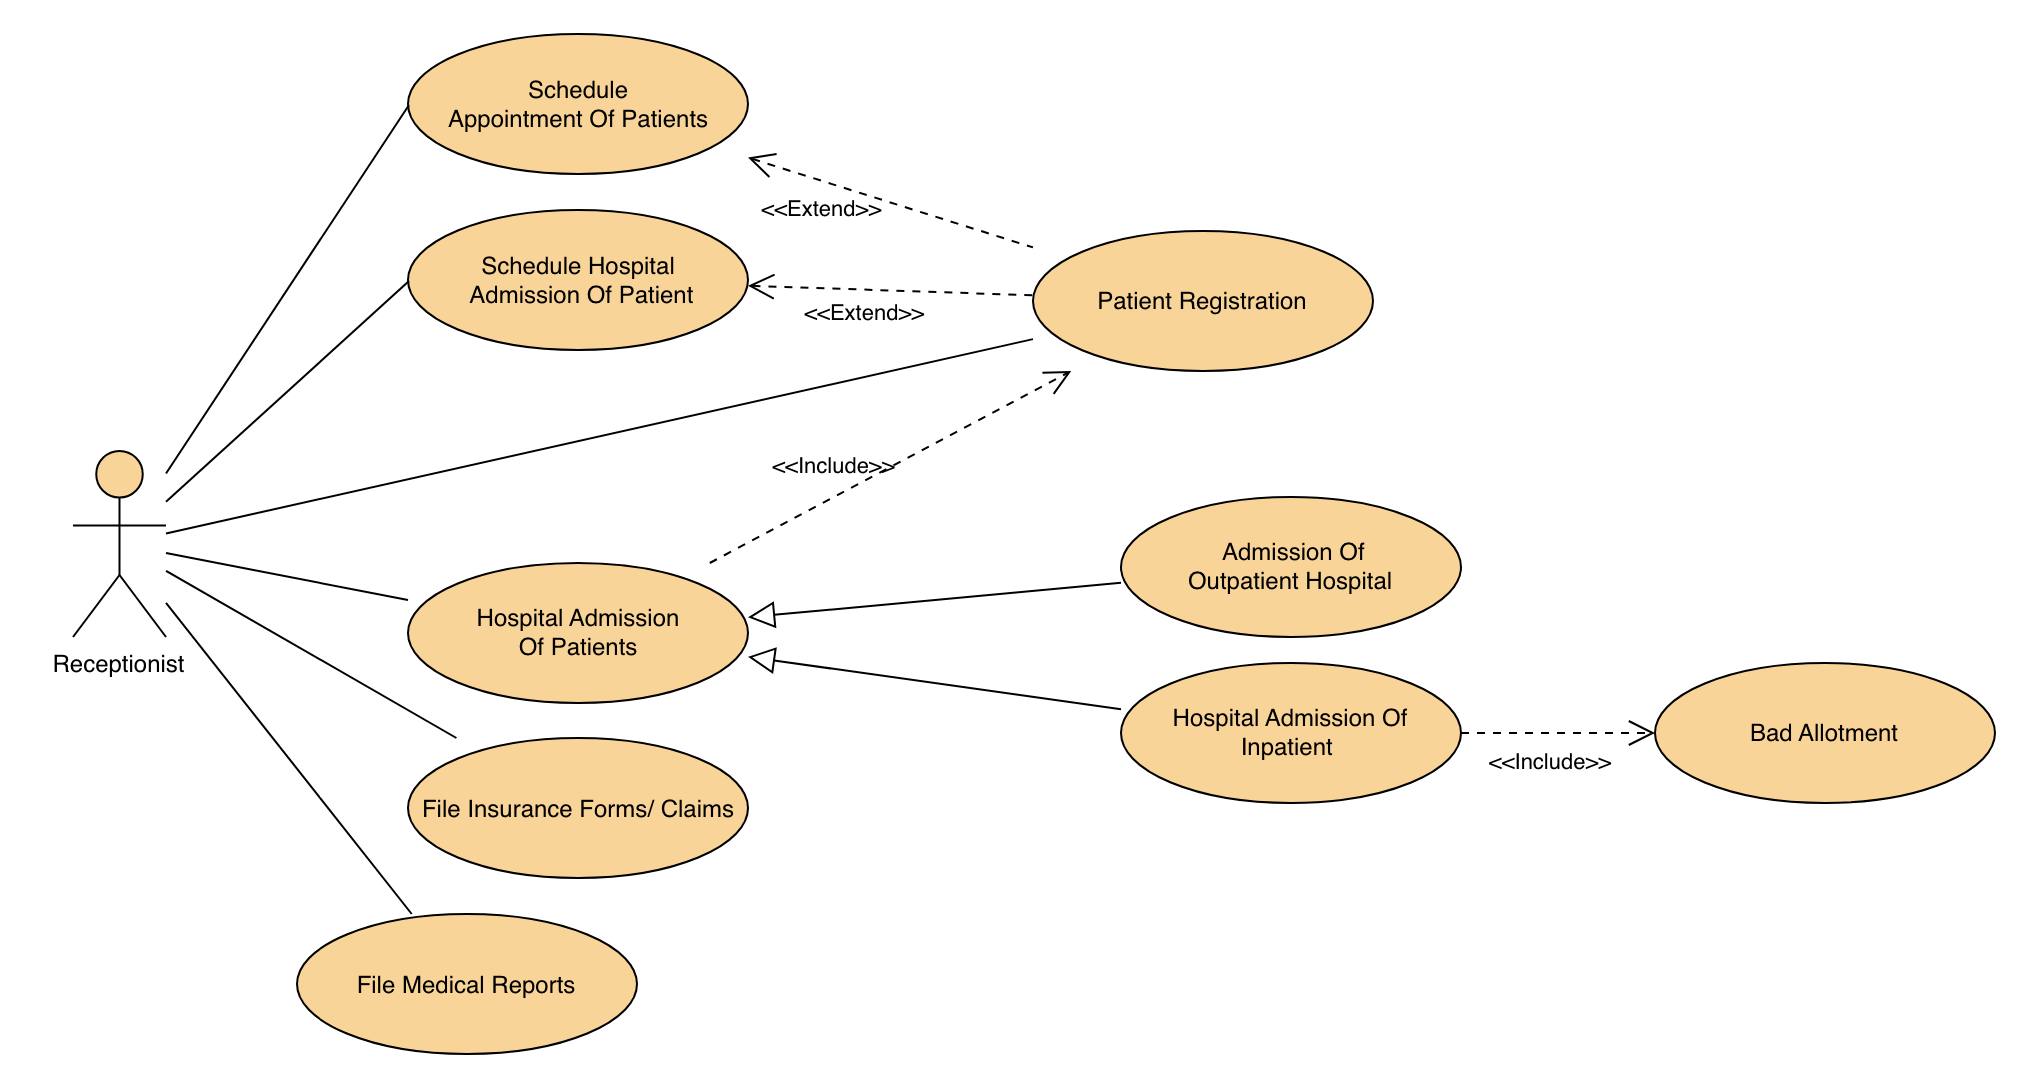 Schedule
Appointment Of Patients
<<Extend>>
Schedule Hospital
Admission Of Patient
<<Extend>>
Patient Registration
<<Include>>
Receptionist
Hospital Admission
Of Patients
Admission Of
Outpatient Hospital
Hospital Admission Of
Inpatient
<<Include>>
Bad Allotment
File Insurance Forms/ Claims
File Medical Reports